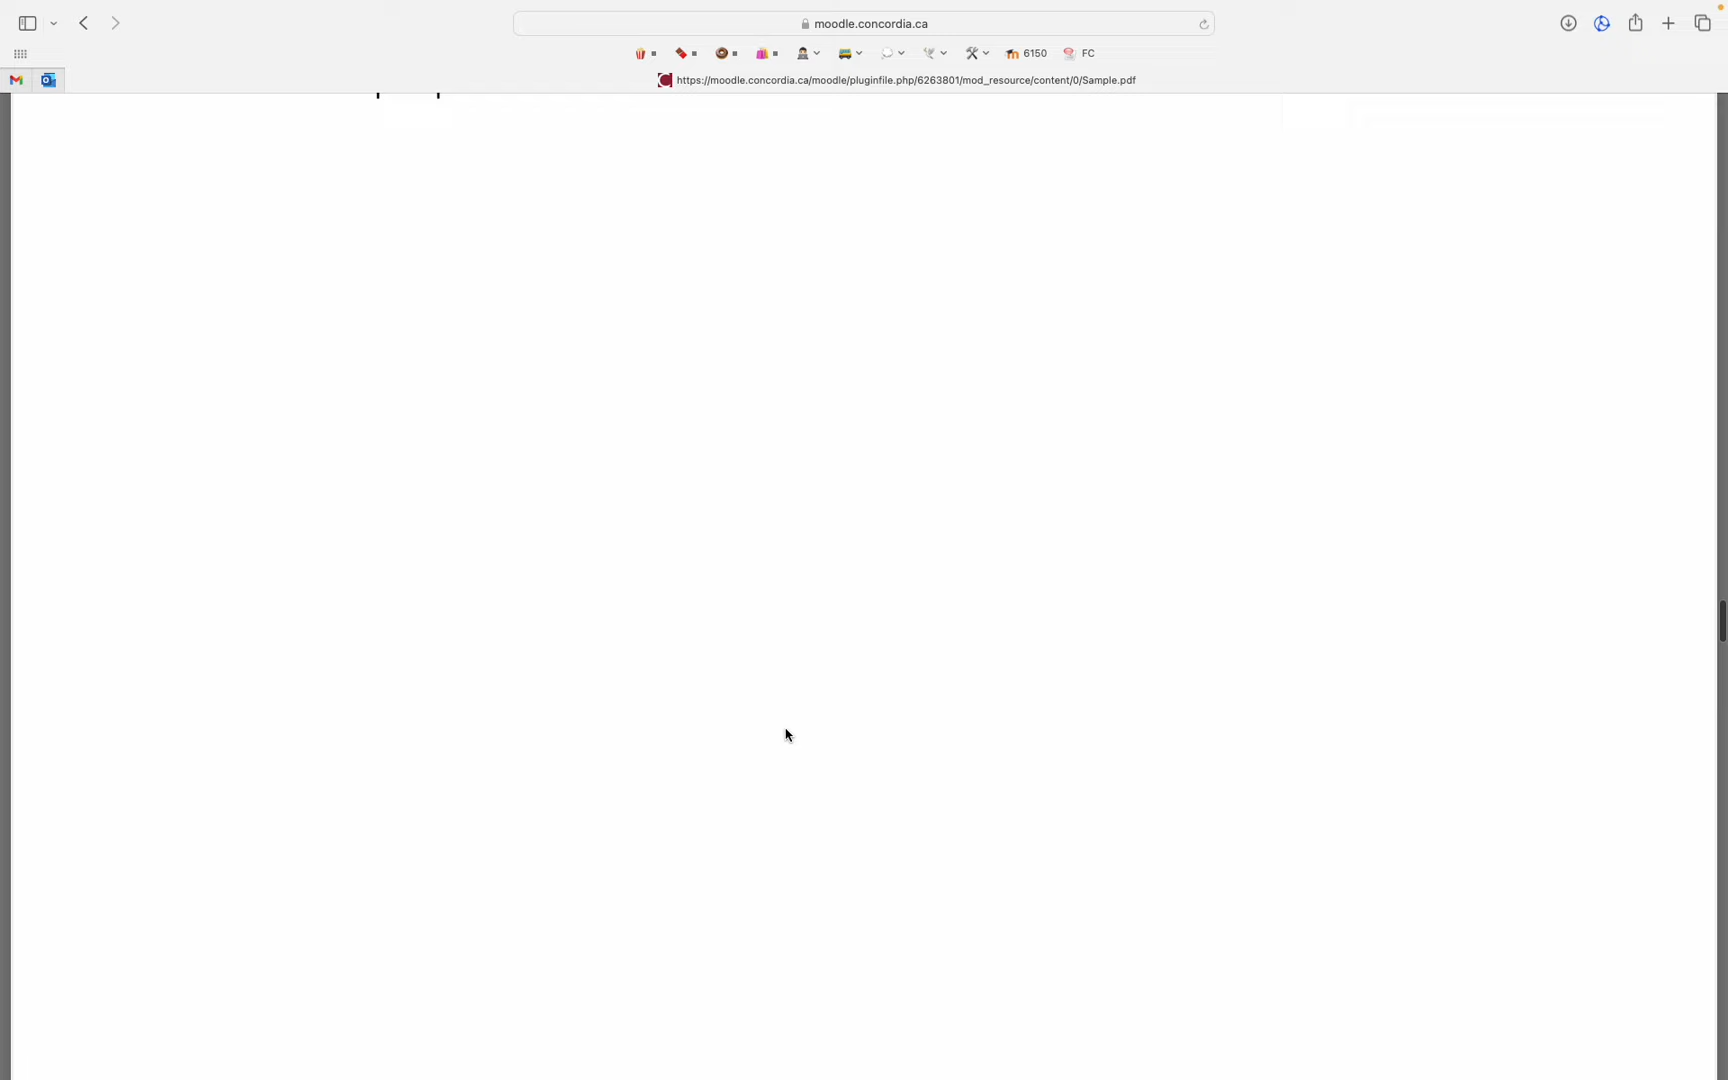 moodle.concordia.ca
6150
FC
https://moodle.concordia.ca/moodle/pluginfile.php/6263801/mod_resource/content/0/Sample.pdf